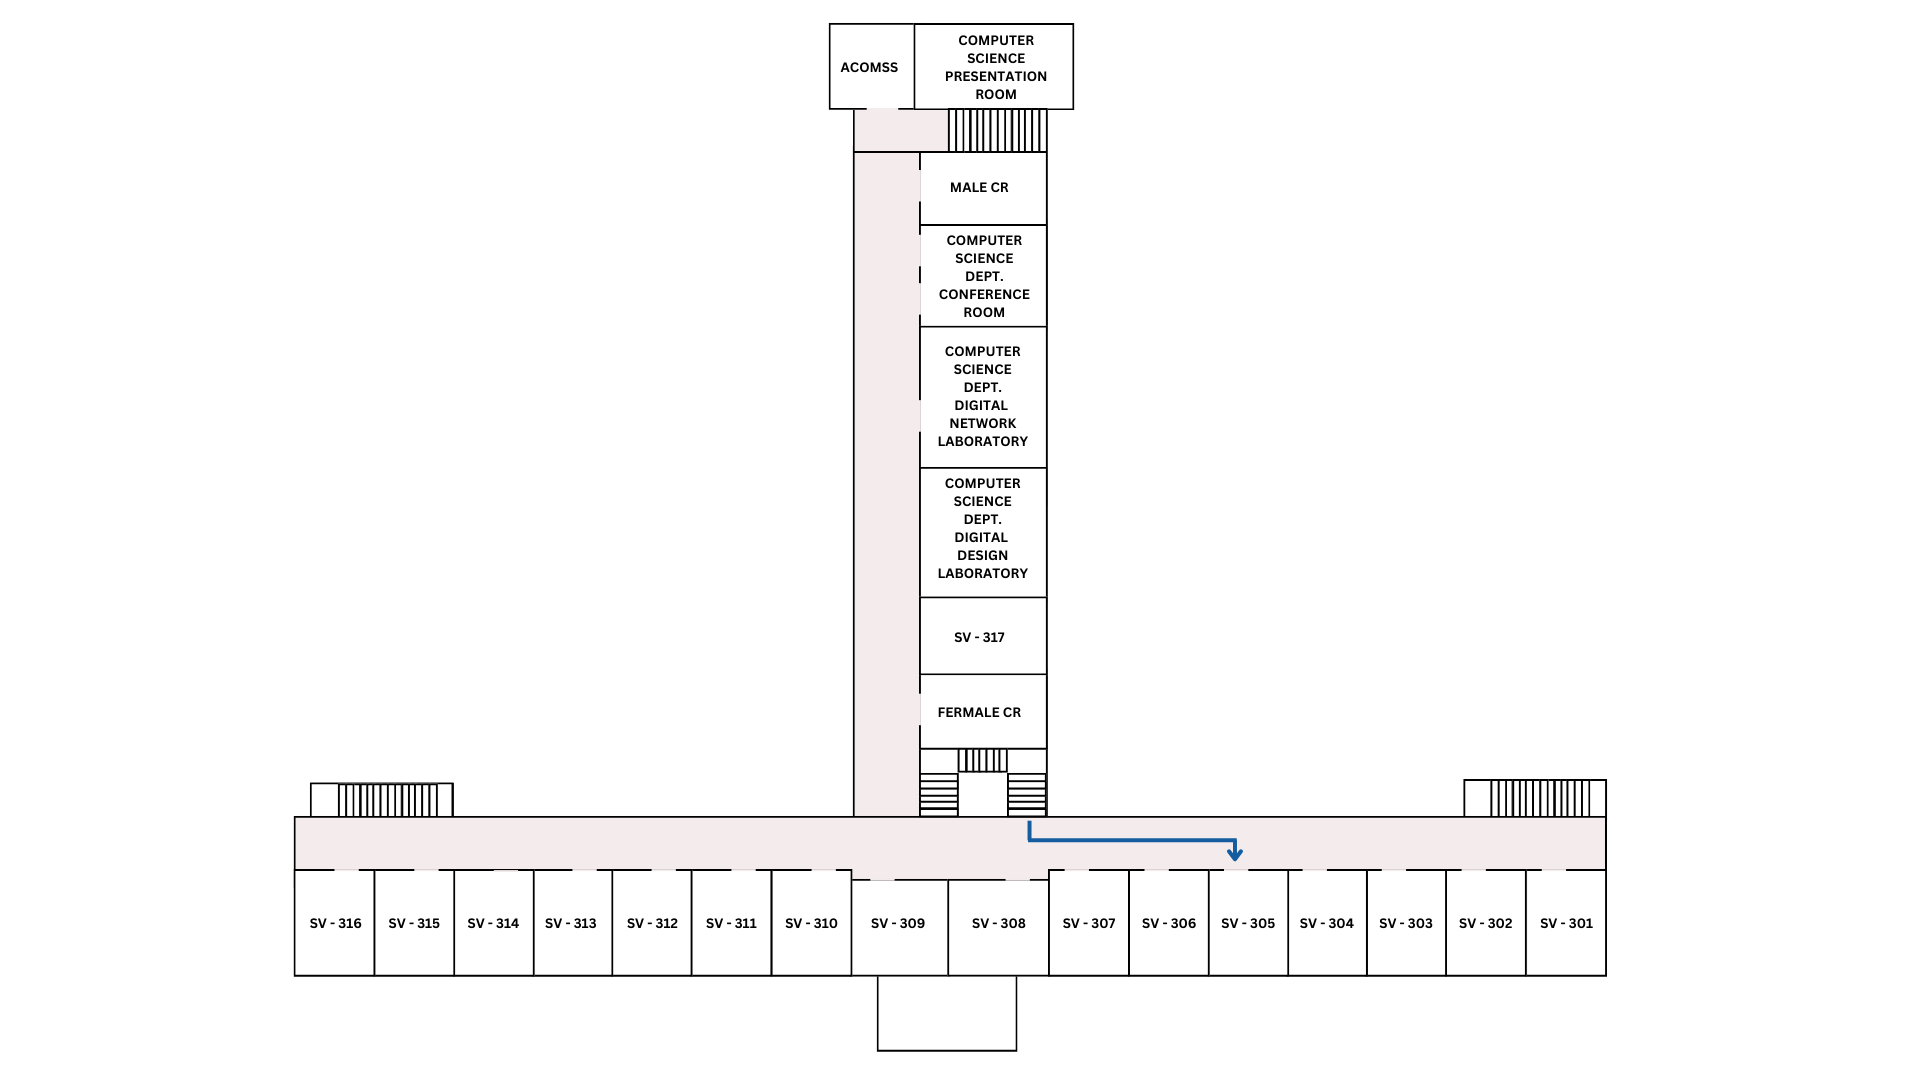 ACOMSS
COMPUTER
SCIENCE
PRESENTATION
ROOM
MALE CR
COMPUTER
SCIENCE
DEPT.
CONFERENCE
ROOM
COMPUTER
SCIENCE
DEPT.
DIGITAL
NETWORK
LABORATORY
COMPUTER
SCIENCE
DEPT.
DIGITAL
DESIGN
LABORATORY
SV - 317
FERMALE CR
SV - 316
SV - 315
SV - 314
SV - 313
SV - 312
SV - 311
SV - 310
SV - 309
SV - 308
SV - 307
SV - 306
SV - 305
SV - 304
SV - 303
SV - 302
SV - 301